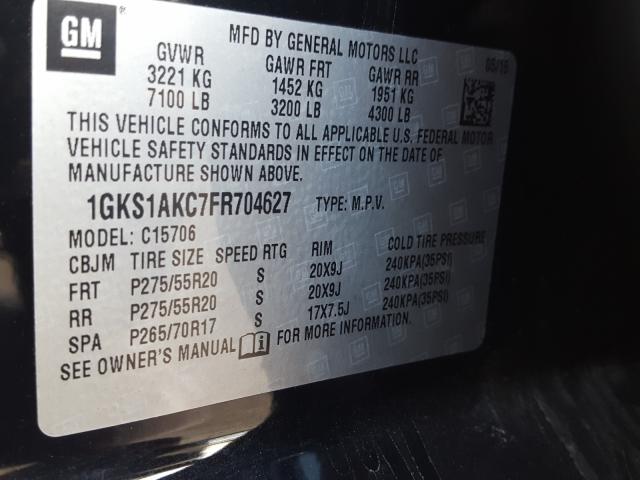 GM
MFD BY GENERAL MOTORS LLC
GVWR GAWR FRT GAWR RR 05/15
3221 KG 1452 KG 1951 KG
7100 LB 3200 LB 4300 LB
THIS VEHICLE CONFORMS TO ALL APPLICABLE U.S. FEDERAL MOTOR
VEHICLE SAFETY STANDARDS IN EFFECT ON THE DATE OF
MANUFACTURE SHOWN ABOVE.
1GKS1AKC7FR704627 TYPE: M.P.V.
MODEL: C15706
CBJM TIRE SIZE SPEED RTG RIM COLD TIRE PRESSURE
FRT P275/55R20 S 20X9J 240KPA(35PSI)
RR P275/55R20 S 20X9J 240KPA(35PSI)
SPA P265/70R17 S 17X7.5J 240KPA(35PSI)
SEE OWNER'S MANUAL FOR MORE INFORMATION.